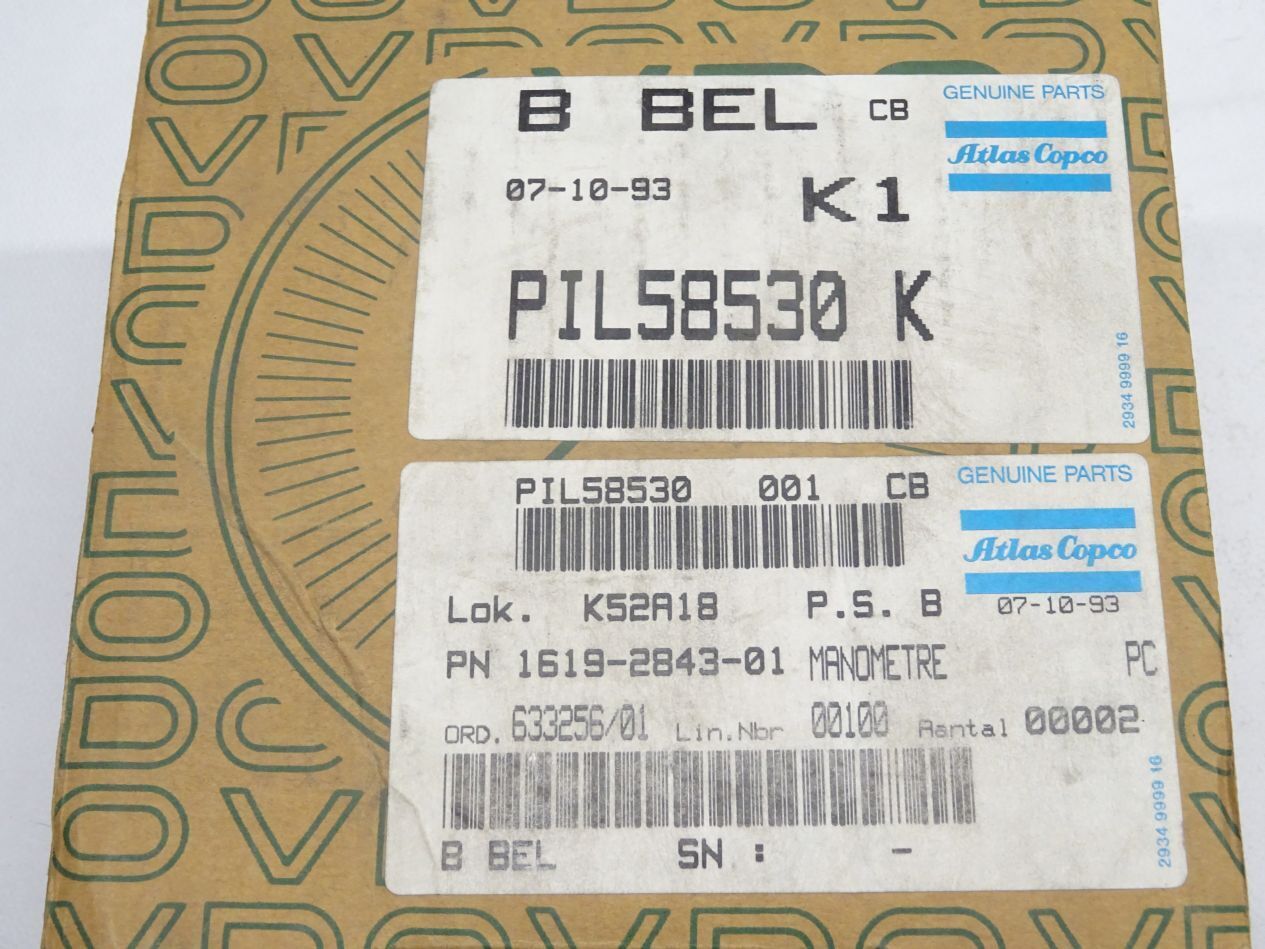 B BEL CB
GENUINE PARTS
Atlas Copco
07-10-93 K1
PIL58530 K
2934 9999 16
PIL58530 001 CB
GENUINE PARTS
Atlas Copco
Lok. K52A18 P.S. B 07-10-93
PN 1619-2843-01 MANOMETRE PC
ORD. 633256/01 Lin.Nbr 00100 Aantal 00002
B BEL SN : -
2934 9999 16